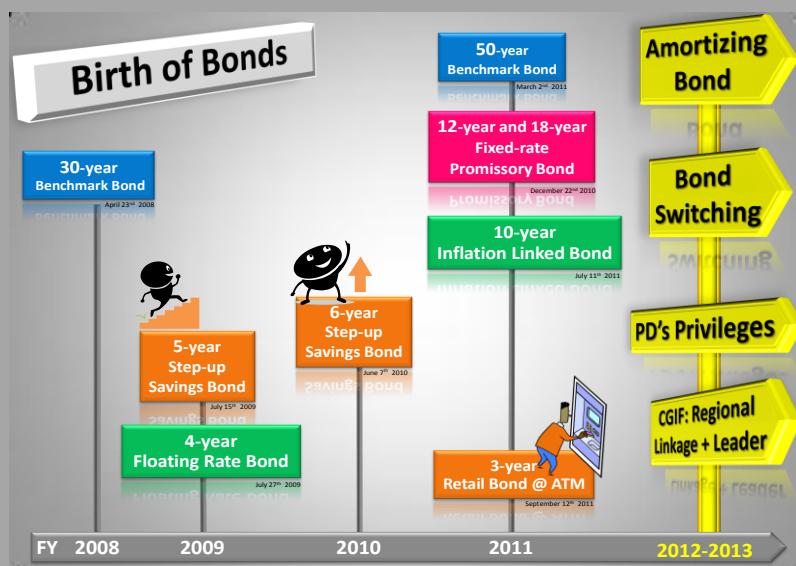 Birth of Bonds
30-year
Benchmark Bond
April 23rd 2008
5-year
Step-up
Savings Bond
July 15th 2009
4-year
Floating Rate Bond
July 27th 2009
6-year
Step-up
Savings Bond
June 7th 2010
50-year
Benchmark Bond
March 2nd 2011
12-year and 18-year
Fixed-rate
Promissory Bond
December 22nd 2010
10-year
Inflation Linked Bond
July 11th 2011
3-year
Retail Bond @ ATM
September 12th 2011
Amortizing
Bond
Bond
Switching
PD's Privileges
CGIF: Regional
Linkage + Leader
FY 2008 2009 2010 2011 2012-2013